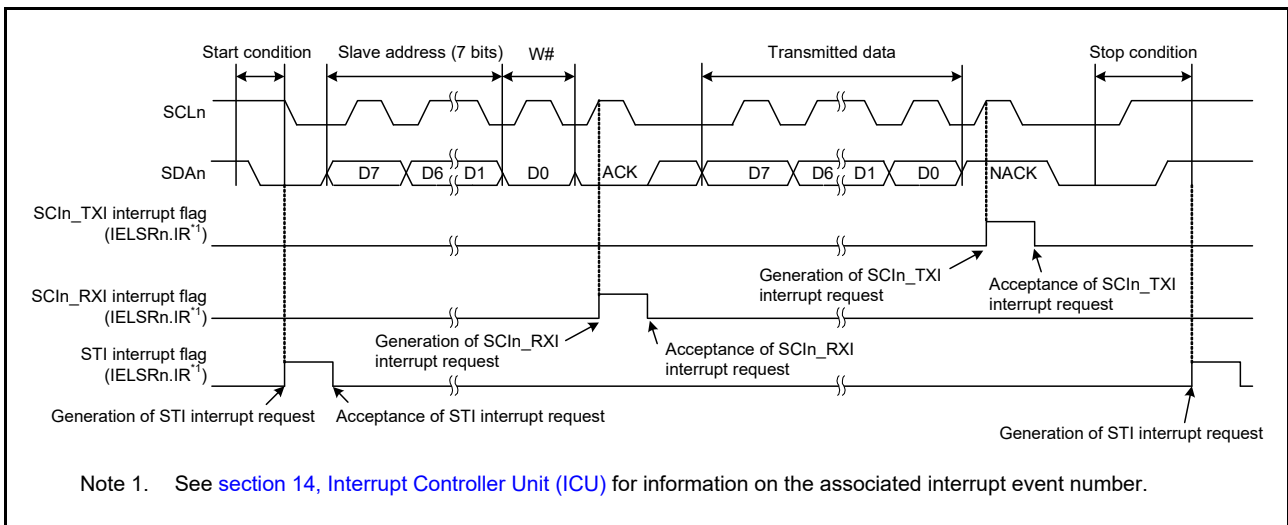 Start condition Slave address (7 bits) W# Transmitted data Stop condition
SCLn
SDAn D7 D6 D1 D0 ACK D7 D6 D1 D0 NACK
SCIn_TXI interrupt flag
(IELSRn.IR*1)
Generation of SCIn_TXI
interrupt request
Acceptance of SCIn_TXI
interrupt request
SCIn_RXI interrupt flag
(IELSRn.IR*1)
Generation of SCIn_RXI
interrupt request
Acceptance of SCIn_RXI
interrupt request
STI interrupt flag
(IELSRn.IR*1)
Generation of STI interrupt request Acceptance of STI interrupt request
Generation of STI interrupt request
Note 1. See section 14, Interrupt Controller Unit (ICU) for information on the associated interrupt event number.